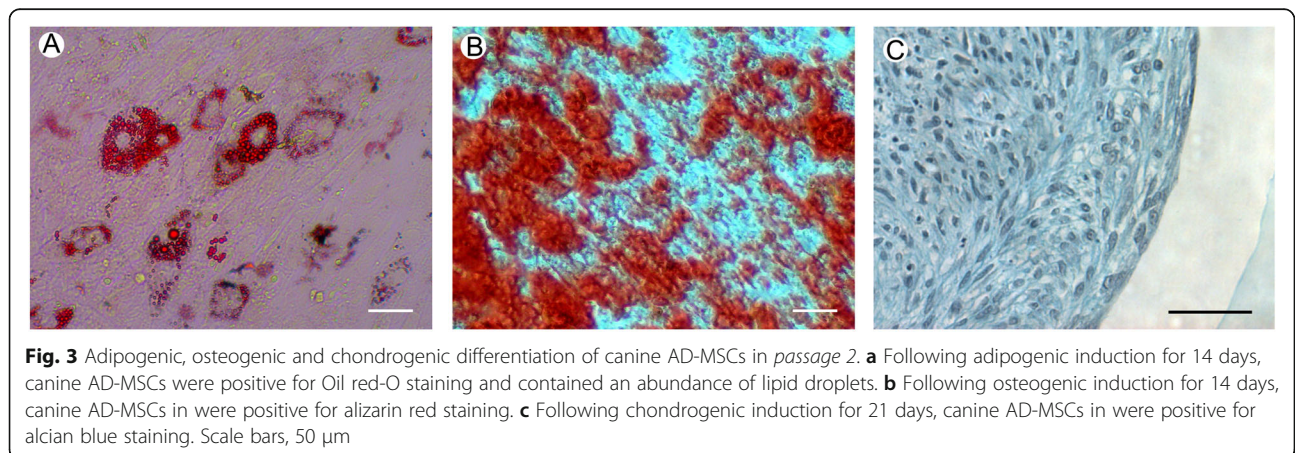 A
B
C
Fig. 3 Adipogenic, osteogenic and chondrogenic differentiation of canine AD-MSCs in passage 2. a Following adipogenic induction for 14 days,
canine AD-MSCs were positive for Oil red-O staining and contained an abundance of lipid droplets. b Following osteogenic induction for 14 days,
canine AD-MSCs in were positive for alizarin red staining. c Following chondrogenic induction for 21 days, canine AD-MSCs in were positive for
alcian blue staining. Scale bars, 50 μm